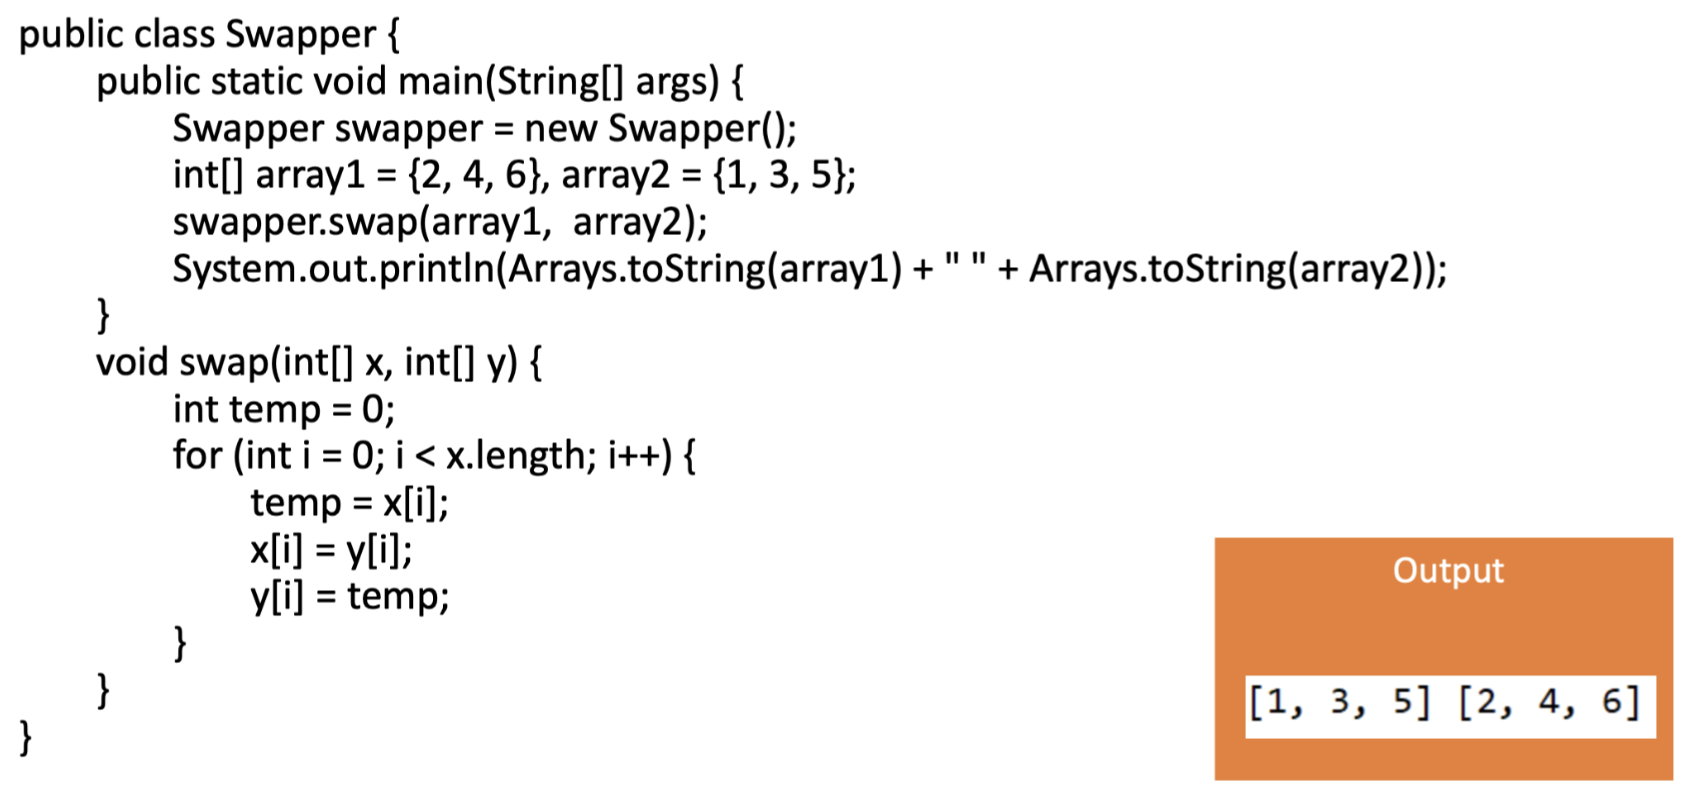 public class Swapper {
public static void main(String[] args) {
Swapper swapper = new Swapper();
int[] array1 = {2, 4, 6}, array2 = {1, 3, 5};
swapper.swap(array1,  array2);
System.out.println(Arrays.toString(array1) + " " + Arrays.toString(array2));
}
void swap(int[] x, int[] y) {
int temp = 0;
for (int i = 0; i < x.length; i++) {
temp = x[i];
x[i] = y[i];
y[i] = temp;
}
}
}
Output
[1, 3, 5] [2, 4, 6]